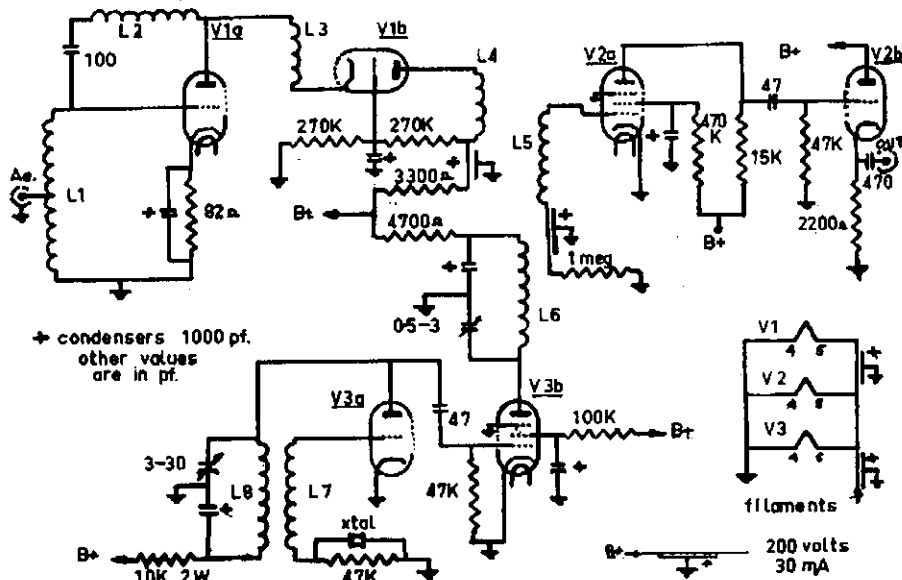 L2
V1a
L3
V1b
L4
100
270K
270K
Ae.
L1
82Ω
3300Ω
B+
4700Ω
L5
1 meg
V2a
470
K
15K
B+
47
47K
B+
V2b
out
470
2200Ω
+ condensers 1000 pf.
other values
are in pf.
0·5-3
L6
V3a
47
V3b
100K
B+
3-30
L8
L7
47K
xtal
47K
B+
10K 2W
V1
4 5
V2
4 5
V3
4 5
filaments
B+
200 volts
30 mA